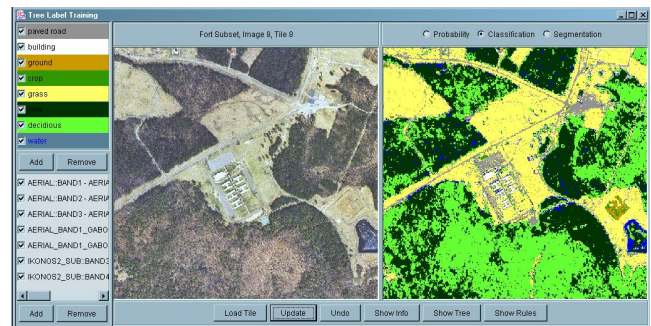 Tree Label Training
paved road
building
ground
crop
grass
decidious
water
Add Remove
AERIAL::BAND1 - AERIA
AERIAL::BAND2 - AERIA
AERIAL::BAND3 - AERIA
AERIAL_BAND1_GABO
AERIAL_BAND1_GABO
IKONOS2_SUB::BAND3
IKONOS2_SUB::BAND4
Add Remove
Fort Subset, Image 8, Tile 8
Probability Classification Segmentation
Load Tile Update Undo Show Info Show Tree Show Rules